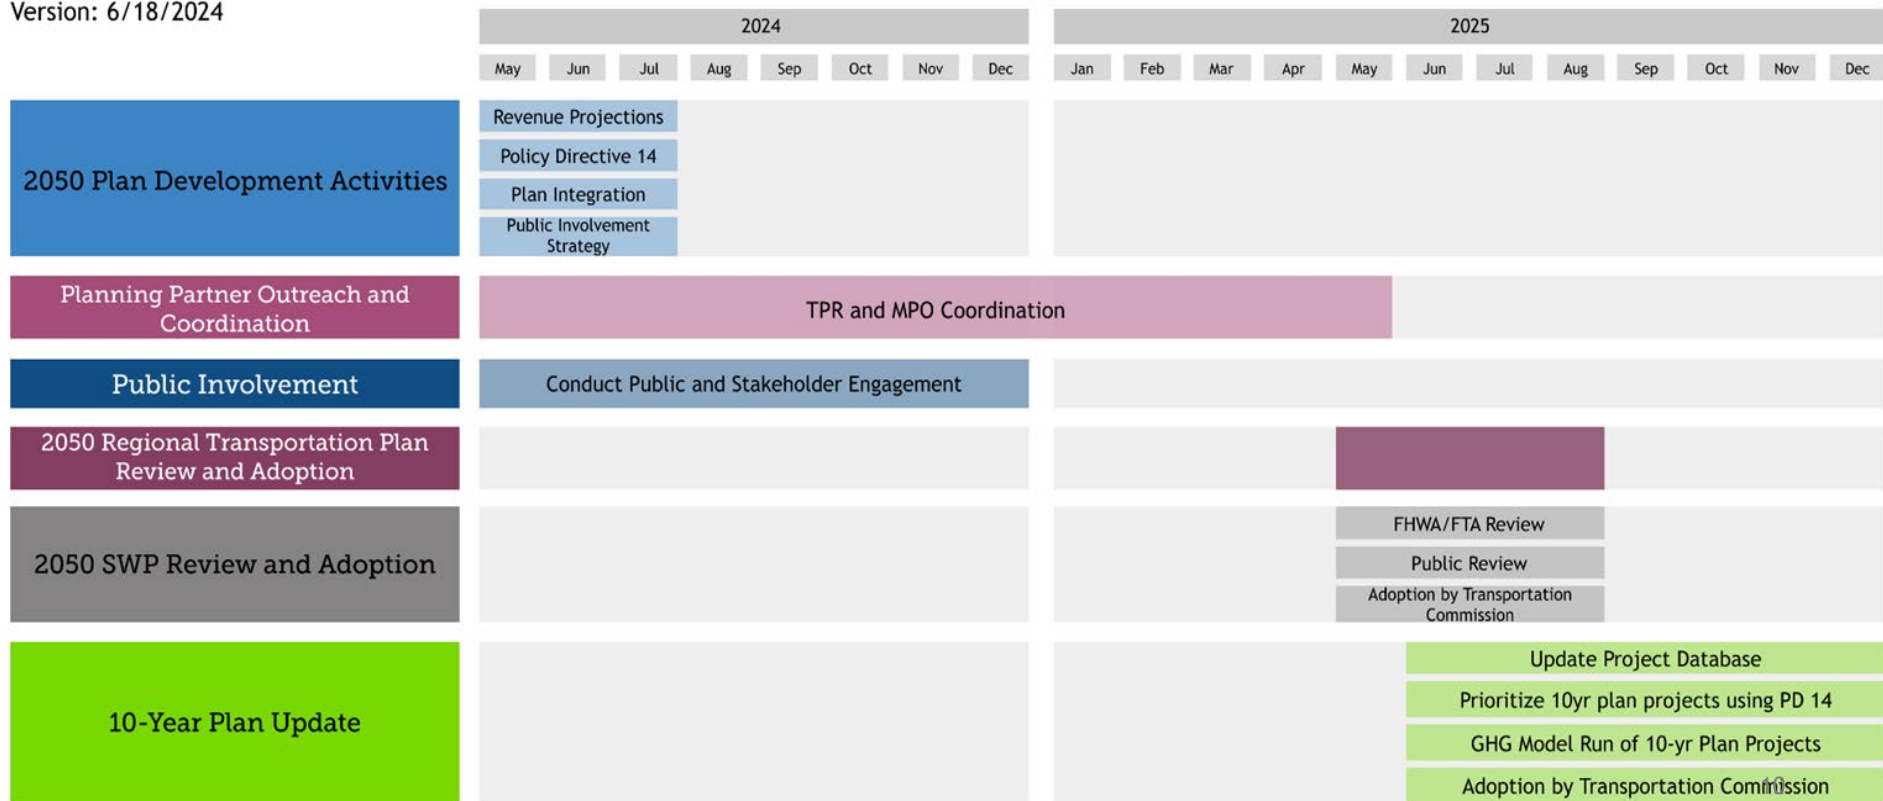 Version: 6/18/2024
2024
2025
May Jun Jul Aug Sep Oct Nov Dec Jan Feb Mar Apr May Jun Jul Aug Sep Oct Nov Dec
2050 Plan Development Activities
Revenue Projections
Policy Directive 14
Plan Integration
Public Involvement
Strategy
Planning Partner Outreach and
Coordination
TPR and MPO Coordination
Public Involvement
Conduct Public and Stakeholder Engagement
2050 Regional Transportation Plan
Review and Adoption
2050 SWP Review and Adoption
FHWA/FTA Review
Public Review
Adoption by Transportation
Commission
10-Year Plan Update
Update Project Database
Prioritize 10yr plan projects using PD 14
GHG Model Run of 10-yr Plan Projects
Adoption by Transportation Commission
10